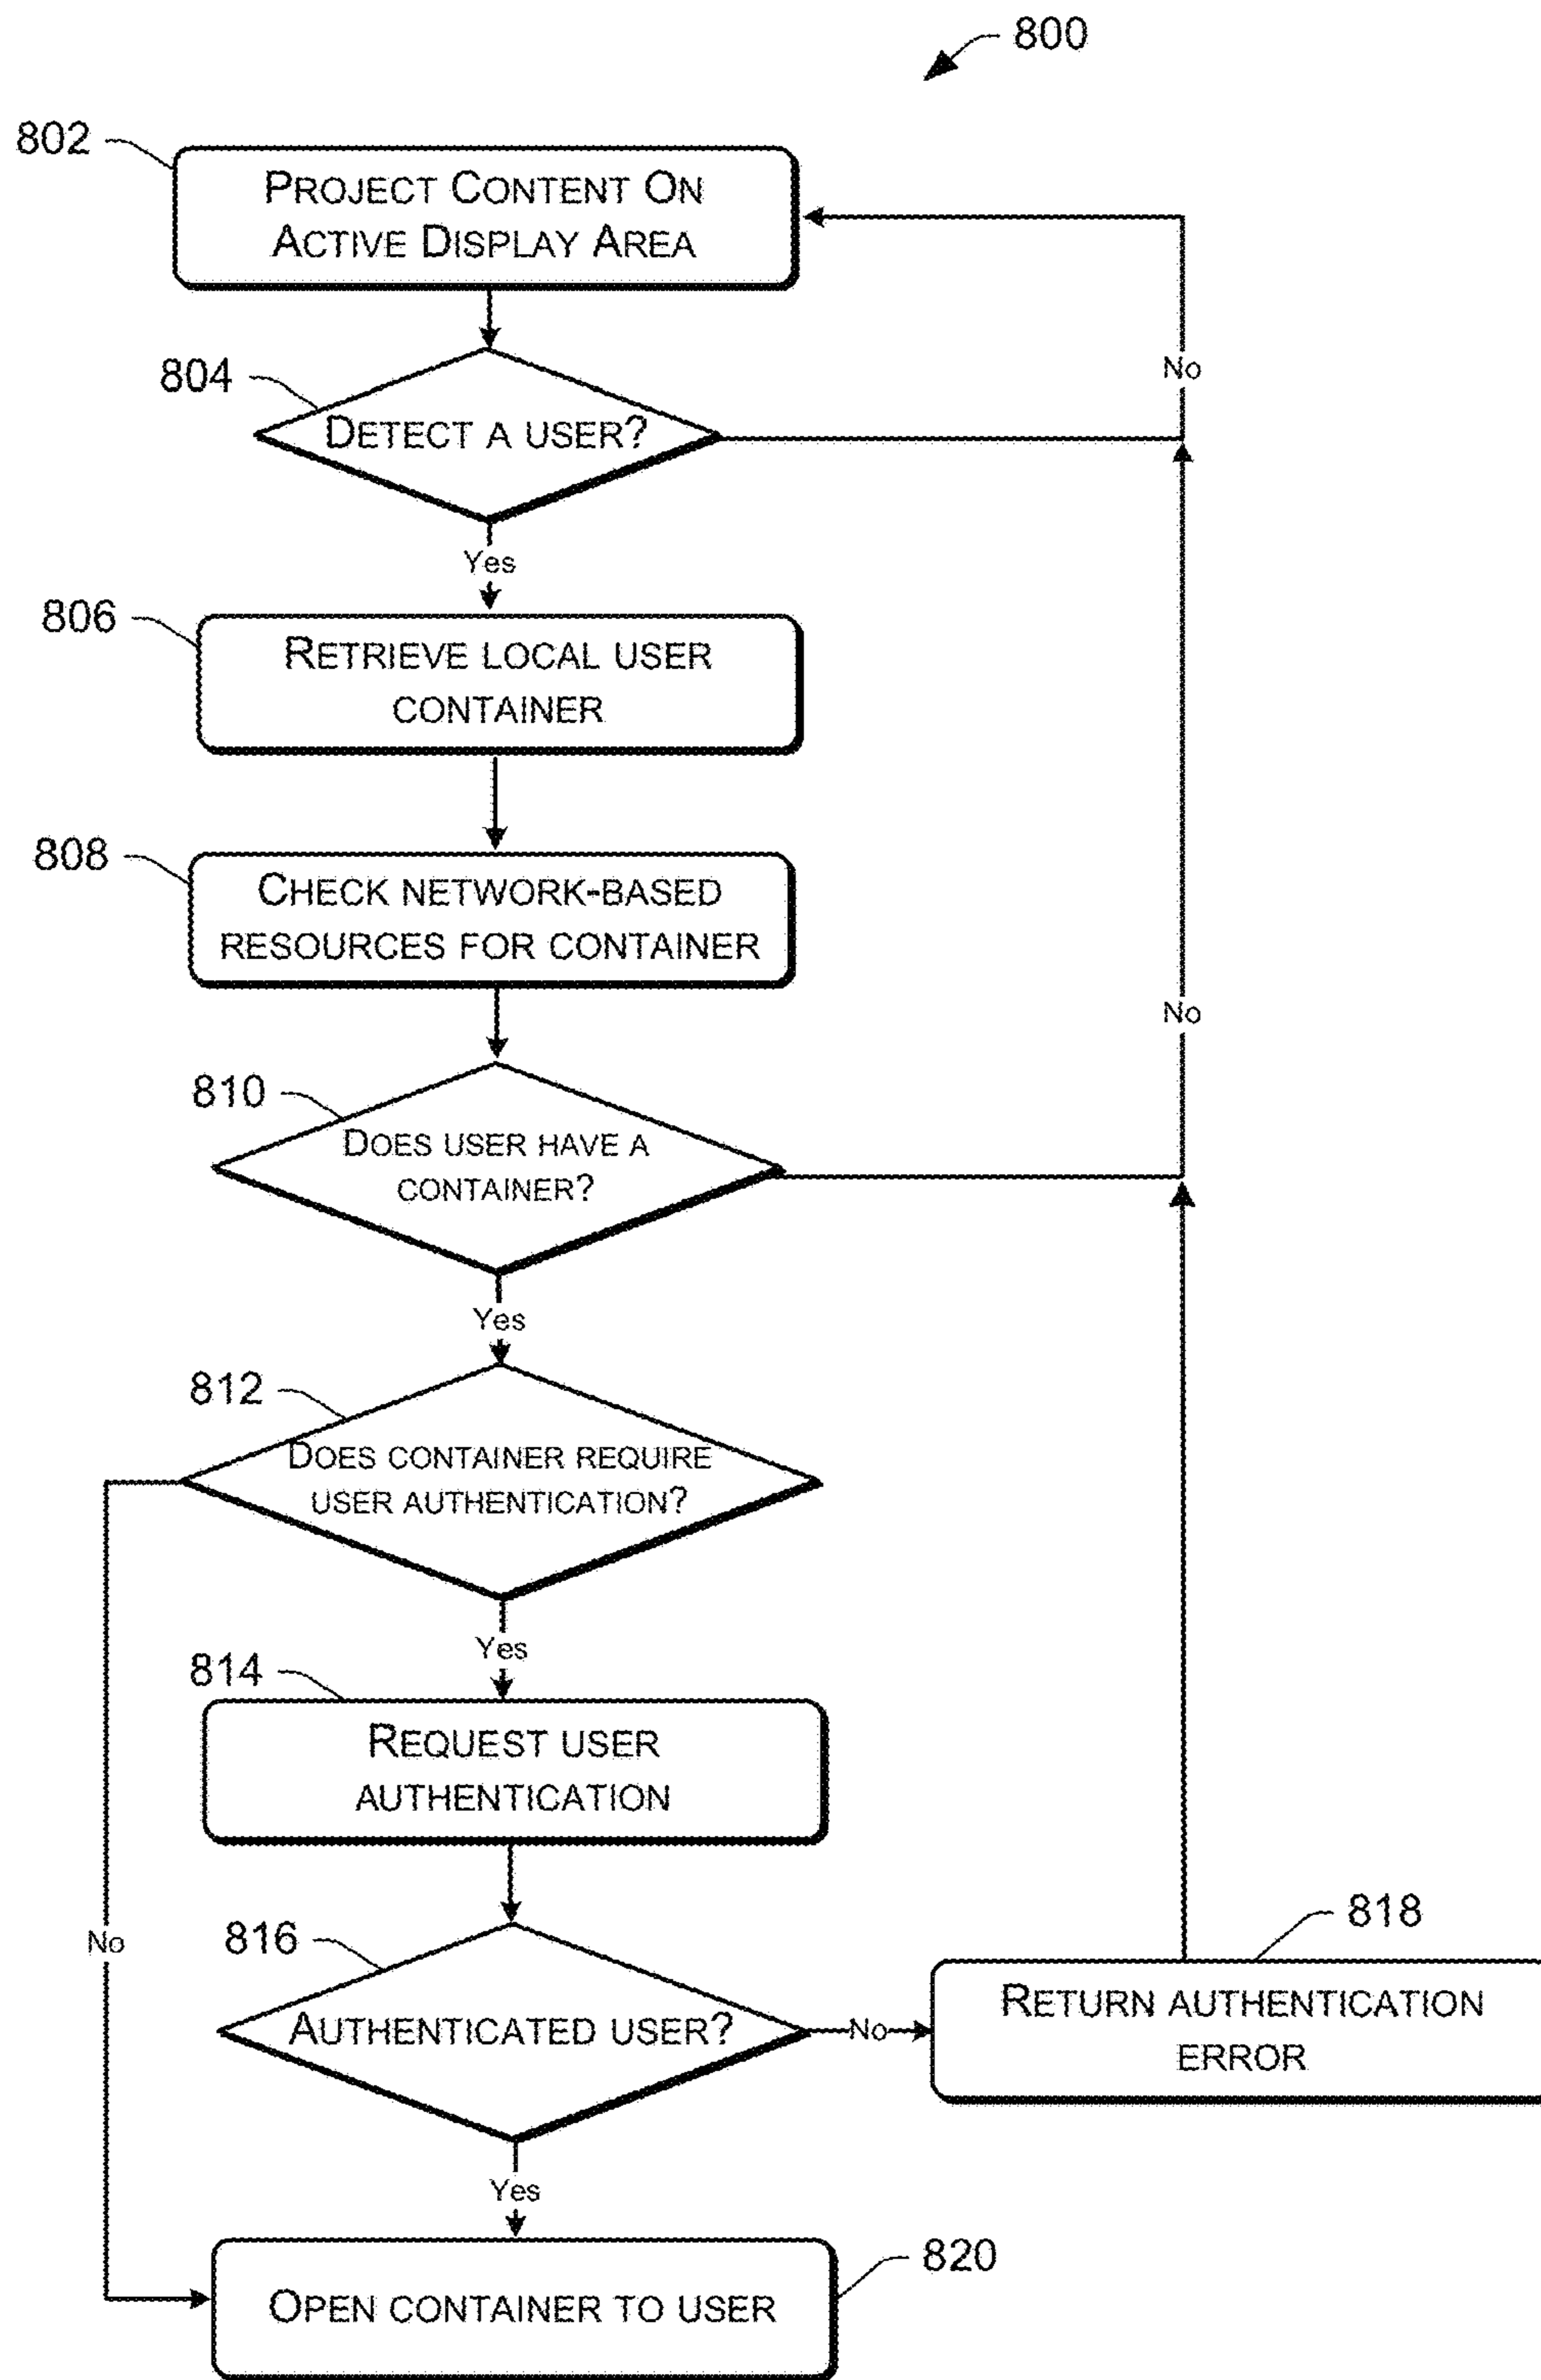 800
802
PROJECT CONTENT ON
ACTIVE DISPLAY AREA
804
DETECT A USER?
No
Yes
806
RETRIEVE LOCAL USER
CONTAINER
808
CHECK NETWORK-BASED
RESOURCES FOR CONTAINER
No
810
DOES USER HAVE A
CONTAINER?
Yes
812
DOES CONTAINER REQUIRE
USER AUTHENTICATION?
Yes
814
REQUEST USER
AUTHENTICATION
No
816
AUTHENTICATED USER?
No
818
RETURN AUTHENTICATION
ERROR
Yes
820
OPEN CONTAINER TO USER